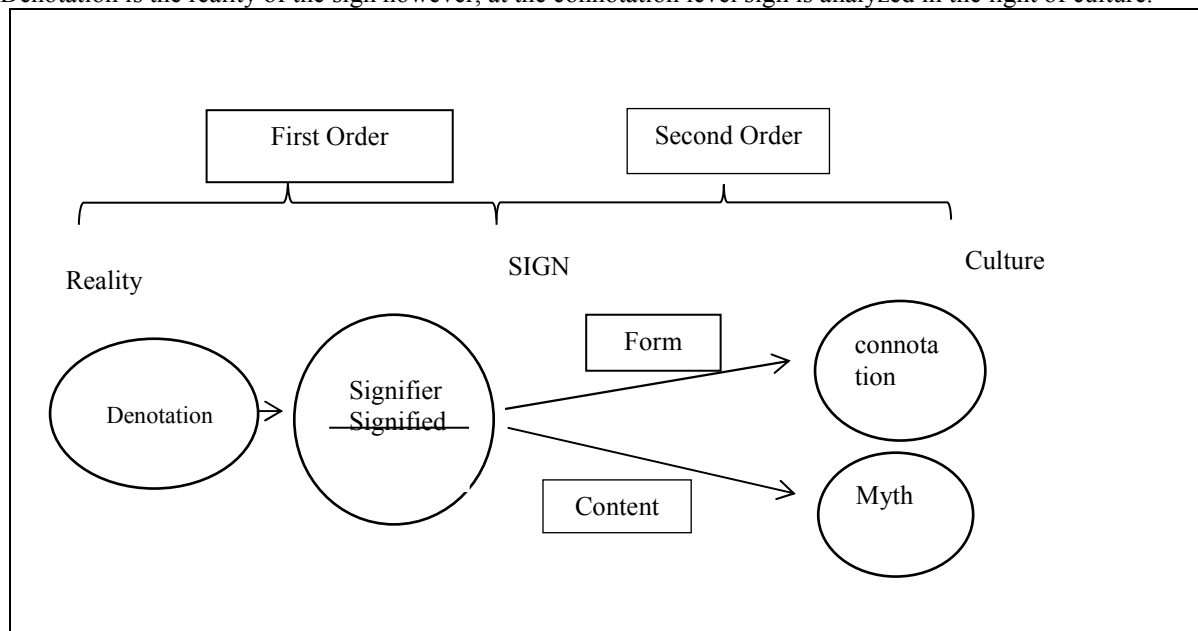 Denotation is the reality of the sign however, at the connotation level sign is analyzed in the light of culture.
First Order
Second Order
Reality
SIGN
Culture
Form
connota
tion
Signifier
Signified
Denotation
Content
Myth